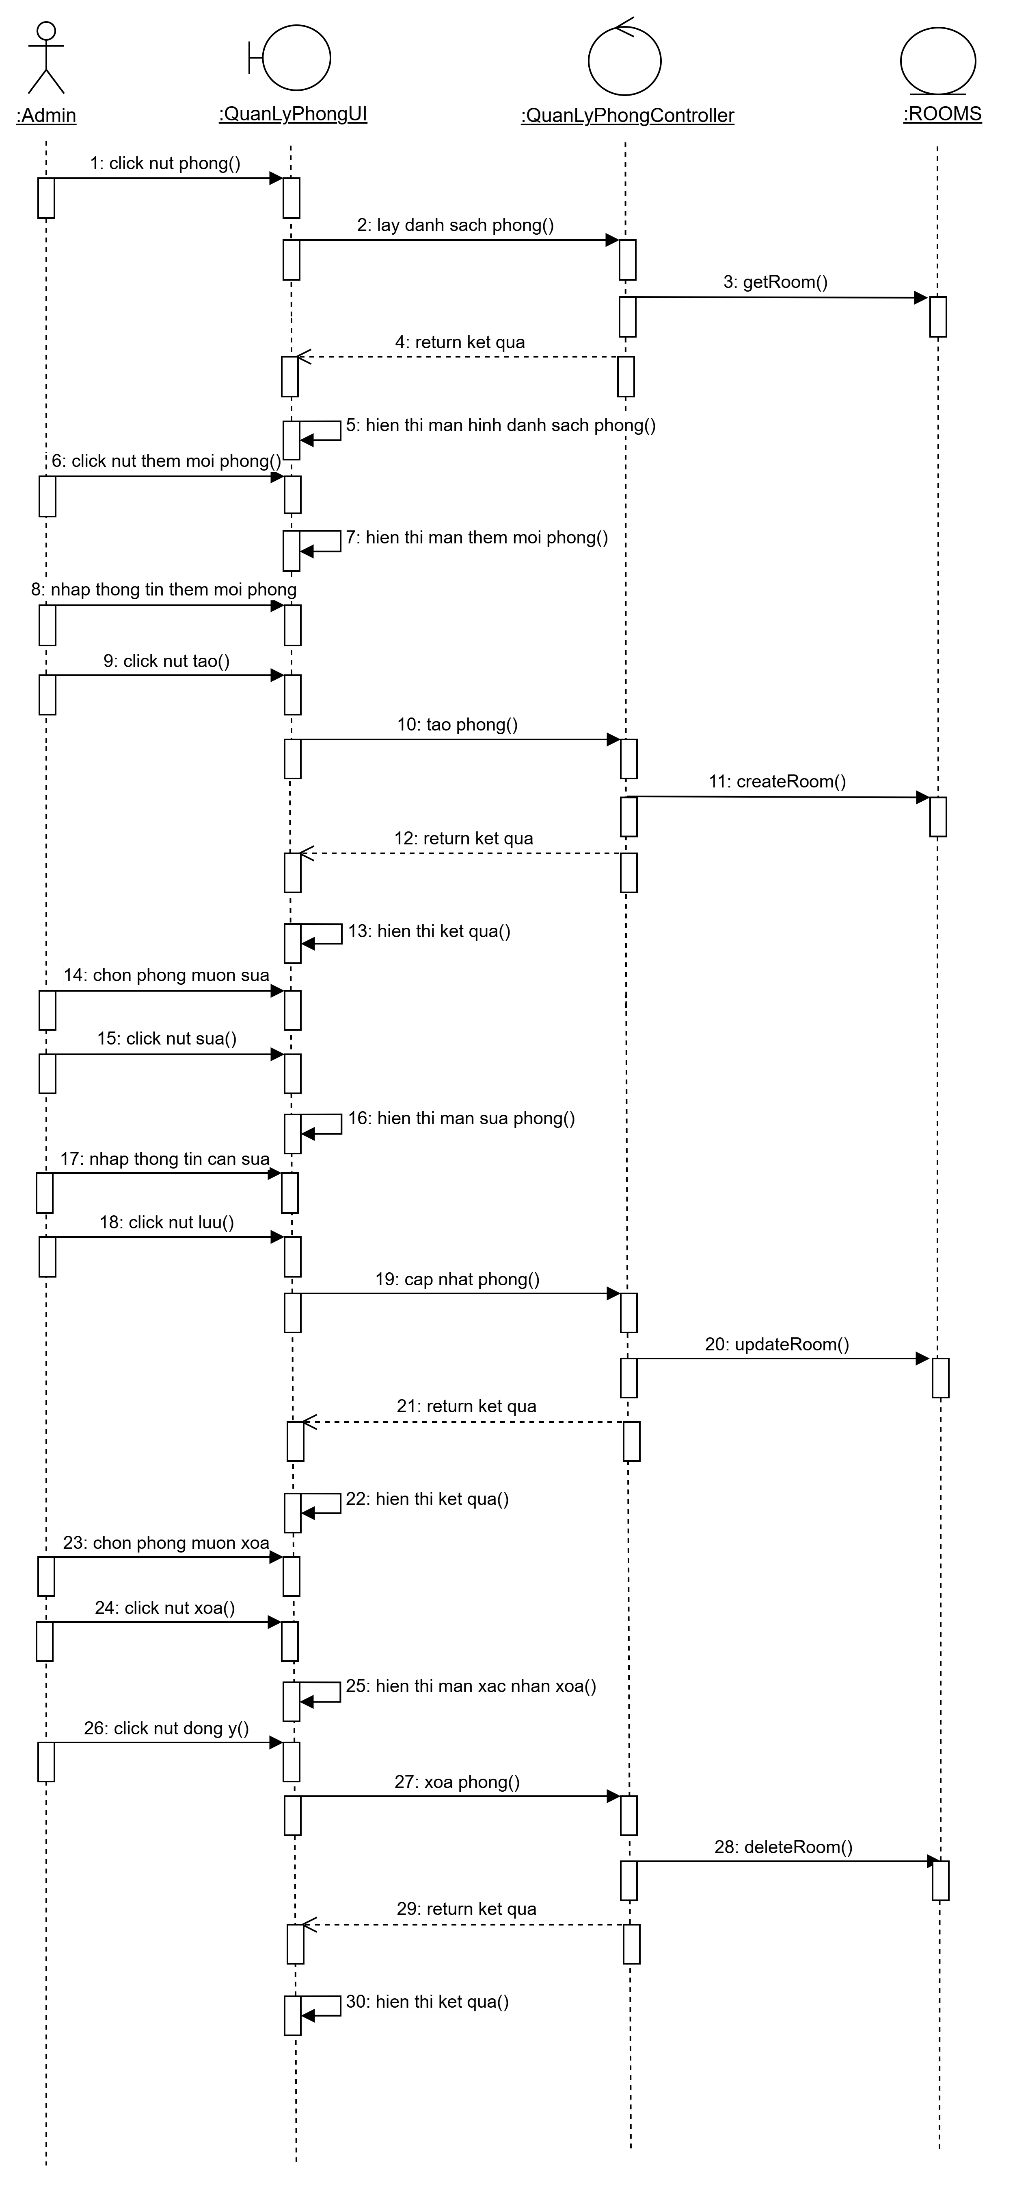 :Admin
:QuanLyPhongUI
:QuanLyPhongController
:ROOMS
1: click nut phong()
2: lay danh sach phong()
3: getRoom()
4: return ket qua
5: hien thi man hinh danh sach phong()
6: click nut them moi phong()
7: hien thi man them moi phong()
8: nhap thong tin them moi phong
9: click nut tao()
10: tao phong()
11: createRoom()
12: return ket qua
13: hien thi ket qua()
14: chon phong muon sua
15: click nut sua()
16: hien thi man sua phong()
17: nhap thong tin can sua
18: click nut luu()
19: cap nhat phong()
20: updateRoom()
21: return ket qua
22: hien thi ket qua()
23: chon phong muon xoa
24: click nut xoa()
25: hien thi man xac nhan xoa()
26: click nut dong y()
27: xoa phong()
28: deleteRoom()
29: return ket qua
30: hien thi ket qua()